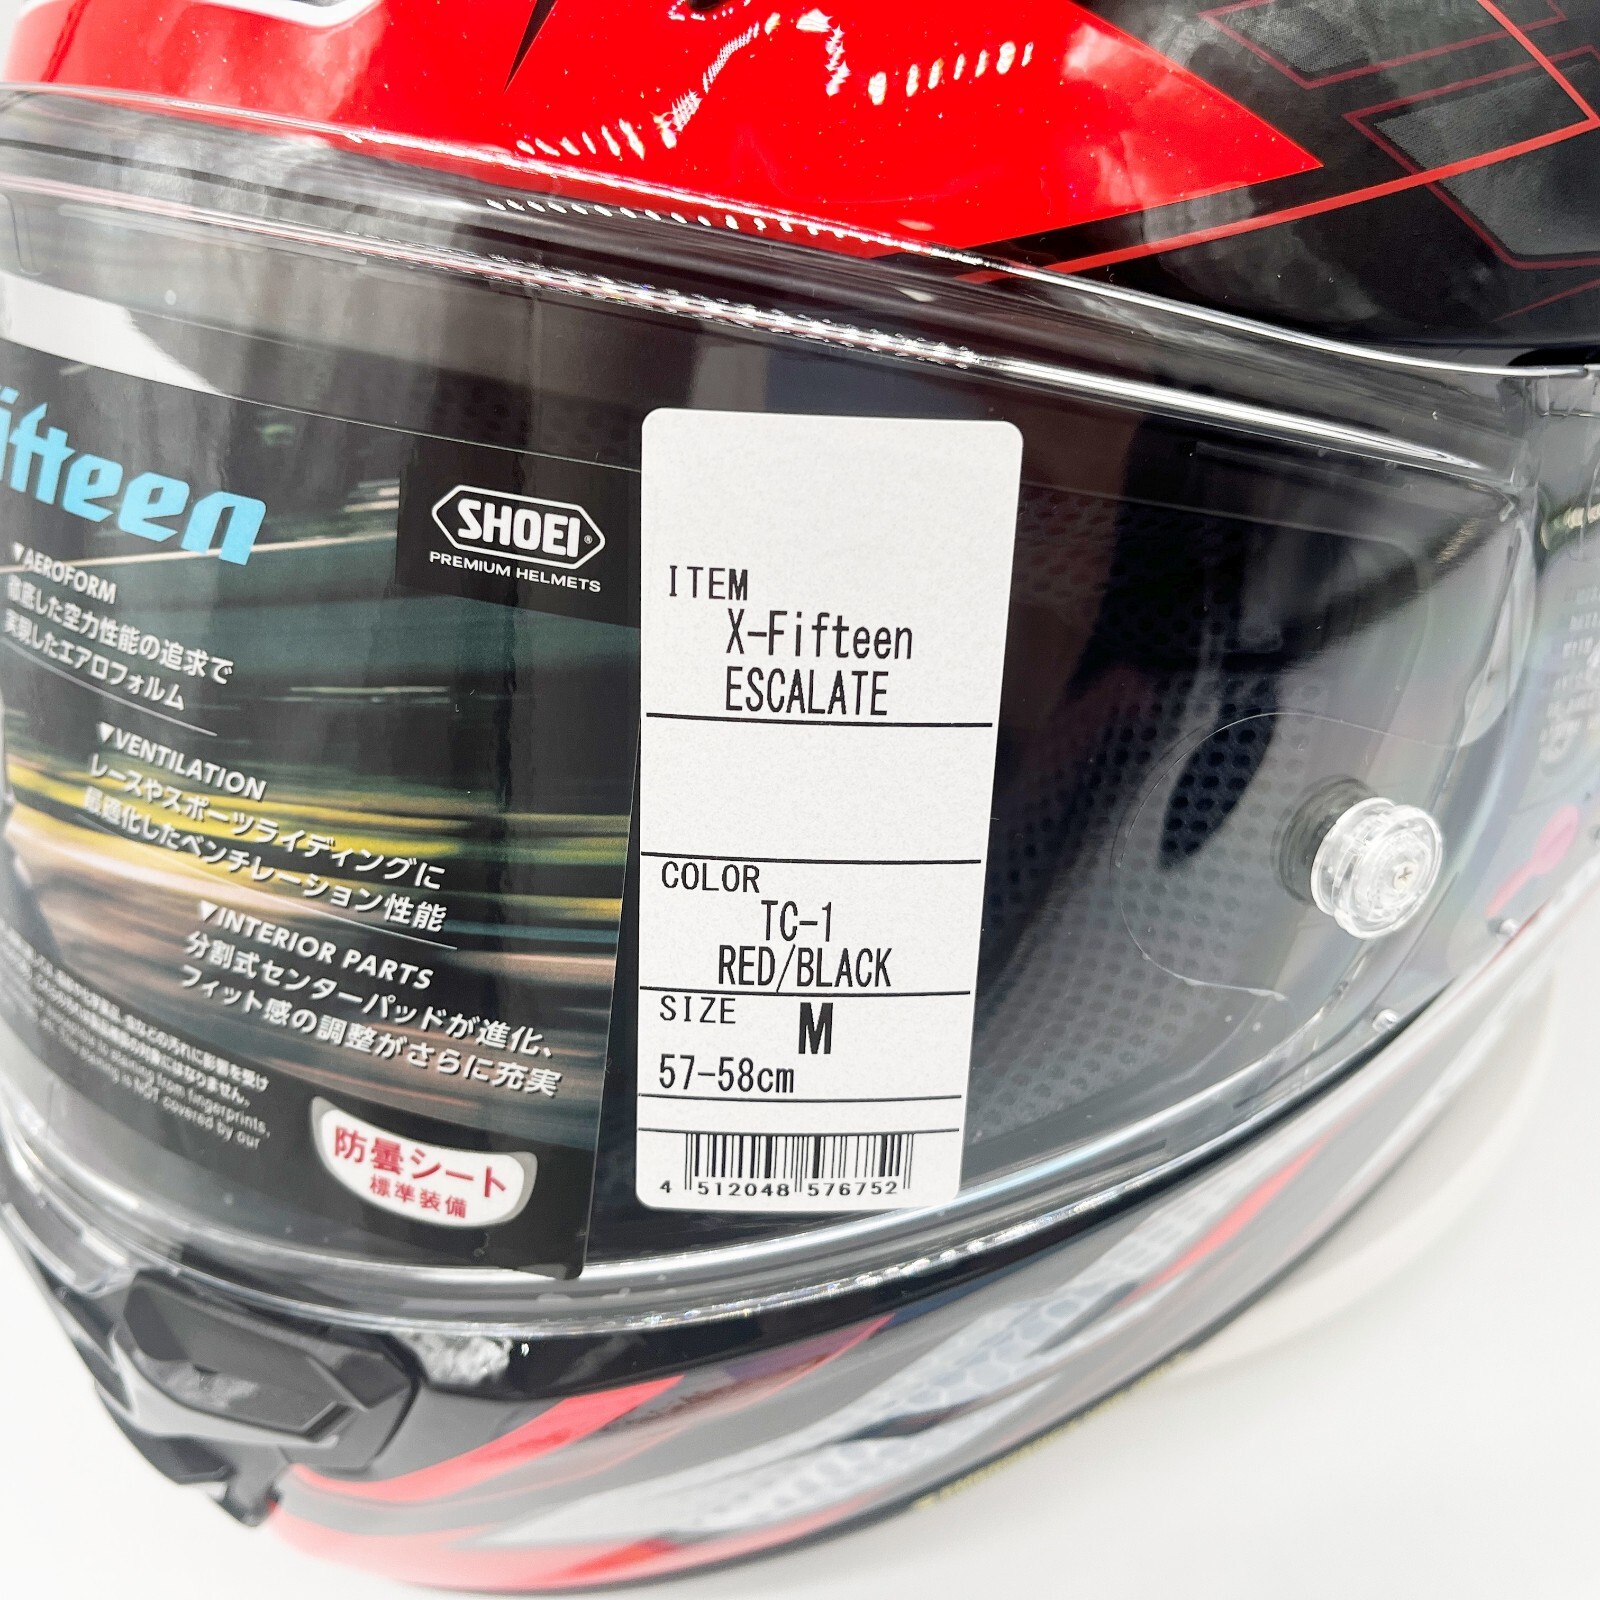 ifteen
SHOEI
PREMIUM HELMETS
▼AEROFORM
徹底した空力性能の追求で
実現したエアロフォルム
▼VENTILATION
レースやスポーツライディングに
最適化したベンチレーション性能
▼INTERIOR PARTS
分割式センターパッドが進化、
フィット感の調整がさらに充実
防曇シート
標準装備
ITEM
X-Fifteen
ESCALATE
COLOR
TC-1
RED/BLACK
SIZE M
57-58cm
4 512048 576752